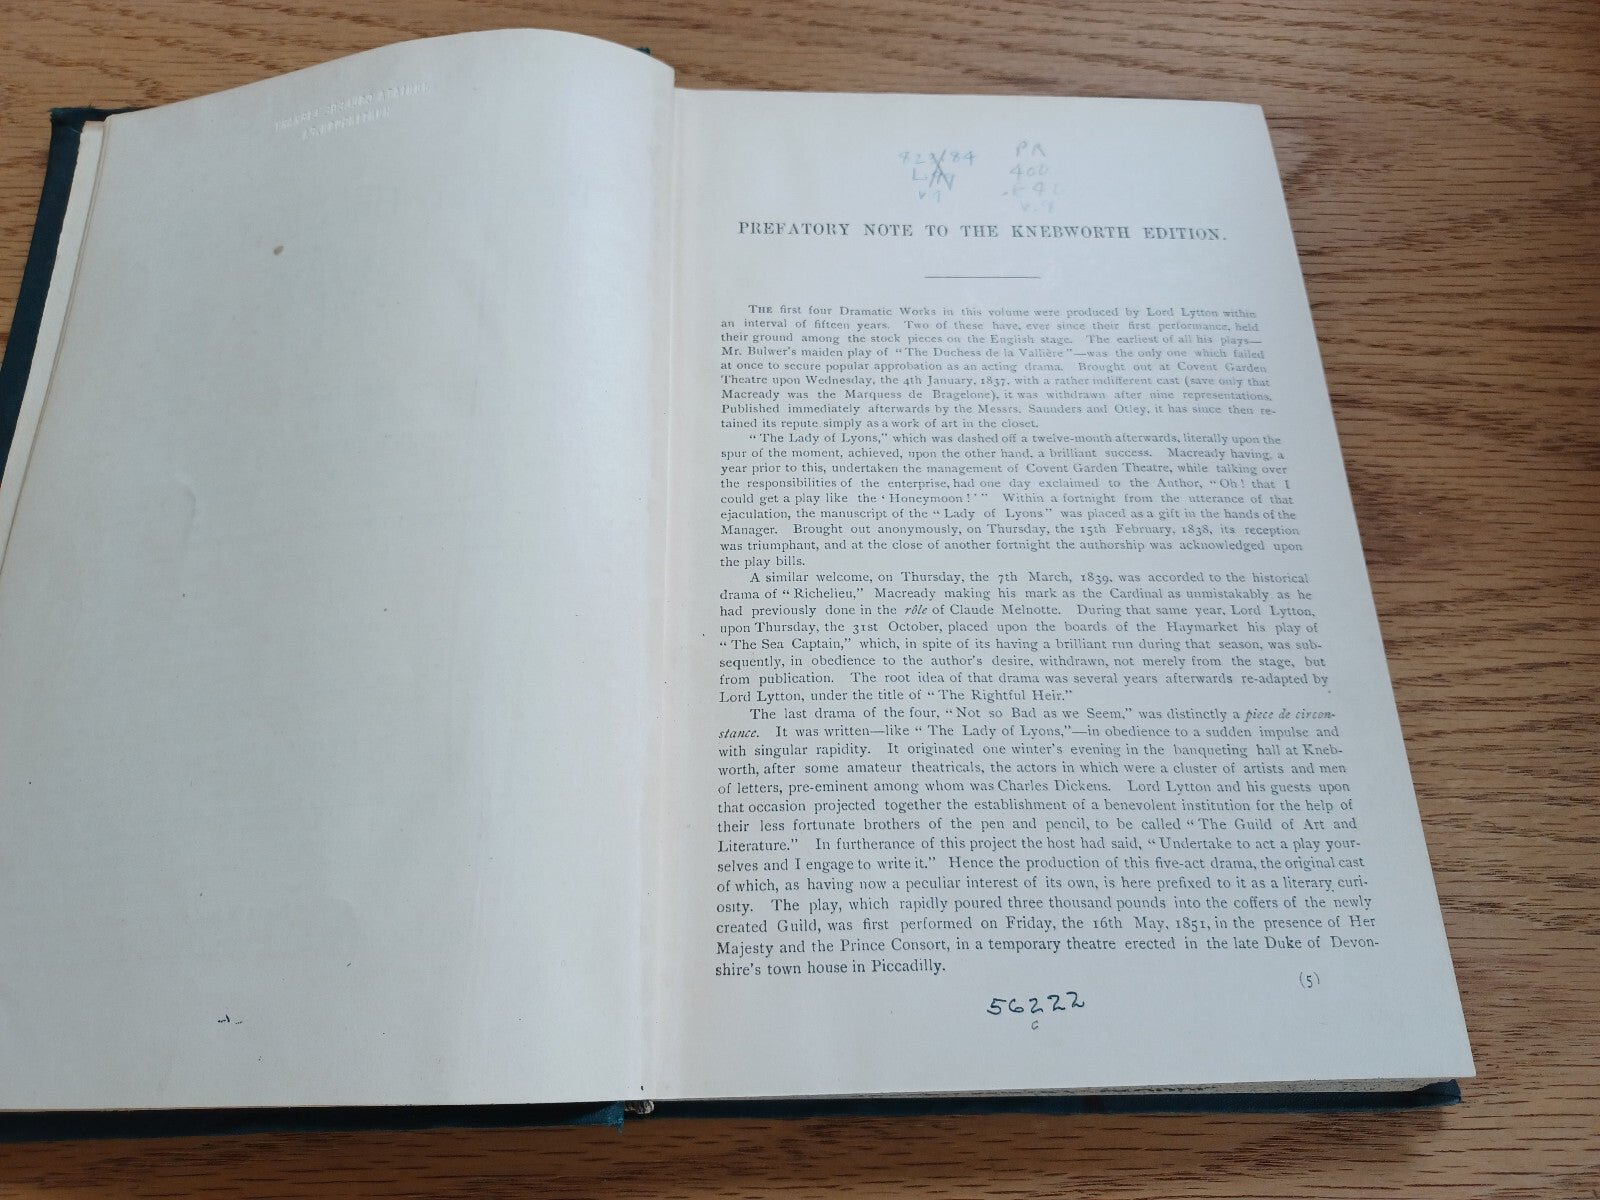 PREFATORY NOTE TO THE KNEBWORTH EDITION.
THE first four Dramatic Works in this volume were produced by Lord Lytton within
an interval of fifteen years. Two of these have, ever since their first performance, held
their ground among the stock pieces on the English stage. The earliest of all his plays—
Mr. Bulwer's maiden play of "The Duchess de la Vallière"—was the only one which failed
at once to secure popular approbation as an acting drama. Brought out at Covent Garden
Theatre upon Wednesday, the 4th January, 1837, with a rather indifferent cast (save only that
Macready was the Marquess de Bragelone), it was withdrawn after nine representations.
Published immediately afterwards by the Messrs. Saunders and Otley, it has since then re-
tained its repute simply as a work of art in the closet.
"The Lady of Lyons," which was dashed off a twelve-month afterwards, literally upon the
spur of the moment, achieved, upon the other hand, a brilliant success. Macready having, a
year prior to this, undertaken the management of Covent Garden Theatre, while talking over
the responsibilities of the enterprise, had one day exclaimed to the Author, "Oh! that I
could get a play like the 'Honeymoon!'" Within a fortnight from the utterance of that
ejaculation, the manuscript of the "Lady of Lyons" was placed as a gift in the hands of the
Manager. Brought out anonymously, on Thursday, the 15th February, 1838, its reception
was triumphant, and at the close of another fortnight the authorship was acknowledged upon
the play bills.
A similar welcome, on Thursday, the 7th March, 1839, was accorded to the historical
drama of "Richelieu," Macready making his mark as the Cardinal as unmistakably as he
had previously done in the rôle of Claude Melnotte. During that same year, Lord Lytton,
upon Thursday, the 31st October, placed upon the boards of the Haymarket his play of
"The Sea Captain," which, in spite of its having a brilliant run during that season, was sub-
sequently, in obedience to the author's desire, withdrawn, not merely from the stage, but
from publication. The root idea of that drama was several years afterwards re-adapted by
Lord Lytton, under the title of "The Rightful Heir."
The last drama of the four, "Not so Bad as we Seem," was distinctly a piece de circon-
stance. It was written—like "The Lady of Lyons,"—in obedience to a sudden impulse and
with singular rapidity. It originated one winter's evening in the banqueting hall at Kneb-
worth, after some amateur theatricals, the actors in which were a cluster of artists and men
of letters, pre-eminent among whom was Charles Dickens. Lord Lytton and his guests upon
that occasion projected together the establishment of a benevolent institution for the help of
their less fortunate brothers of the pen and pencil, to be called "The Guild of Art and
Literature." In furtherance of this project the host had said, "Undertake to act a play your-
selves and I engage to write it." Hence the production of this five-act drama, the original cast
of which, as having now a peculiar interest of its own, is here prefixed to it as a literary curi-
osity. The play, which rapidly poured three thousand pounds into the coffers of the newly
created Guild, was first performed on Friday, the 16th May, 1851, in the presence of Her
Majesty and the Prince Consort, in a temporary theatre erected in the late Duke of Devon-
shire's town house in Piccadilly.
(5)
56222